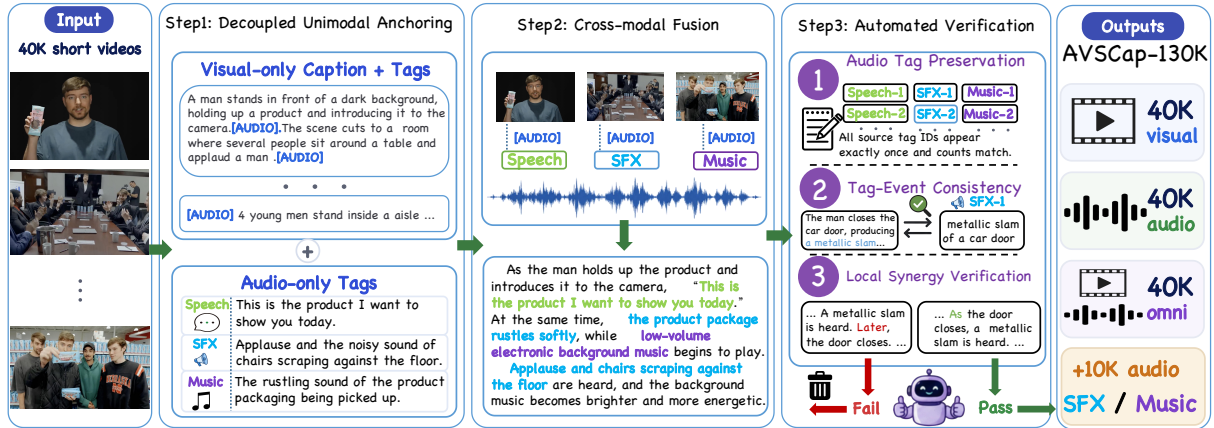 Input
40K short videos
Step1: Decoupled Unimodal Anchoring
Visual-only Caption + Tags
A man stands in front of a dark background,
holding up a product and introducing it to the
camera.[AUDIO].The scene cuts to a room
where several people sit around a table and
applaud a man .[AUDIO]
[AUDIO] 4 young men stand inside a aisle ...
Audio-only Tags
Speech
This is the product I want to
show you today.
SFX
Applause and the noisy sound of
chairs scraping against the floor.
Music
The rustling sound of the product
packaging being picked up.
Step2: Cross-modal Fusion
[AUDIO] [AUDIO] [AUDIO]
Speech SFX Music
As the man holds up the product and
introduces it to the camera, "This is
the product I want to show you today."
At the same time, the product package
rustles softly, while low-volume
electronic background music begins to play.
Applause and chairs scraping against
the floor are heard, and the background
music becomes brighter and more energetic.
Step3: Automated Verification
1
Audio Tag Preservation
Speech-1 SFX-1 Music-1
Speech-2 SFX-2 Music-2
All source tag IDs appear
exactly once and counts match.
2
Tag-Event Consistency
SFX-1
The man closes the
car door, producing
a metallic slam...
metallic slam
of a car door
3
Local Synergy Verification
... A metallic slam
is heard. Later,
the door closes. ...
... As the door
closes, a metallic
slam is heard. ...
Fail
Pass
Outputs
AVSCap-130K
40K
visual
40K
audio
40K
omni
+10K audio
SFX / Music